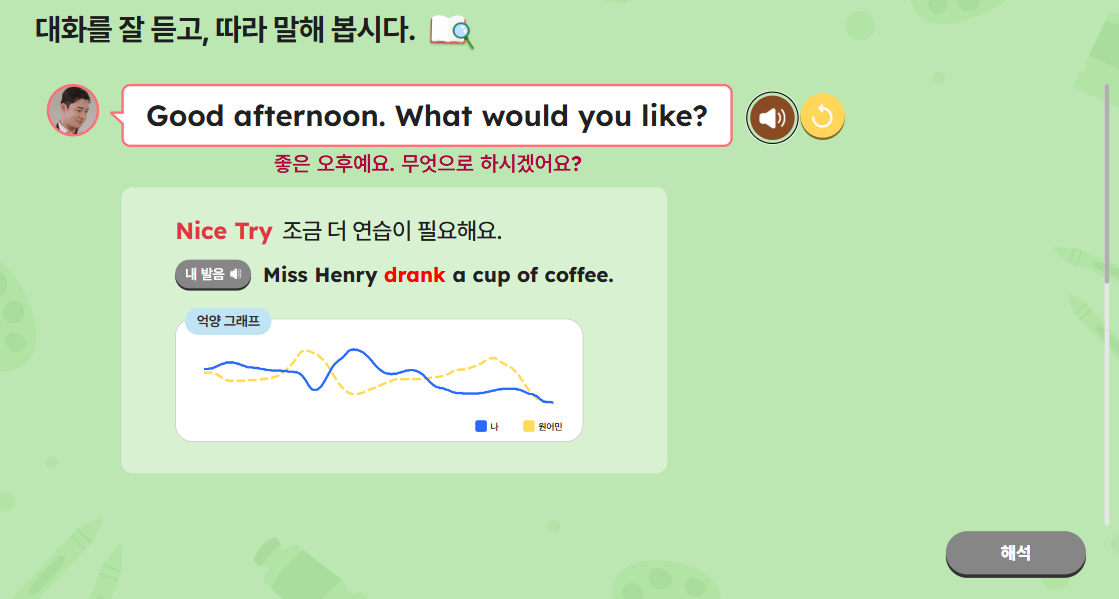 대화를 잘 듣고, 따라 말해 봅시다.
Good afternoon. What would you like?
좋은 오후예요. 무엇으로 하시겠어요?
Nice Try 조금 더 연습이 필요해요.
내 발음 Miss Henry drank a cup of coffee.
억양 그래프
나 원어민
해석